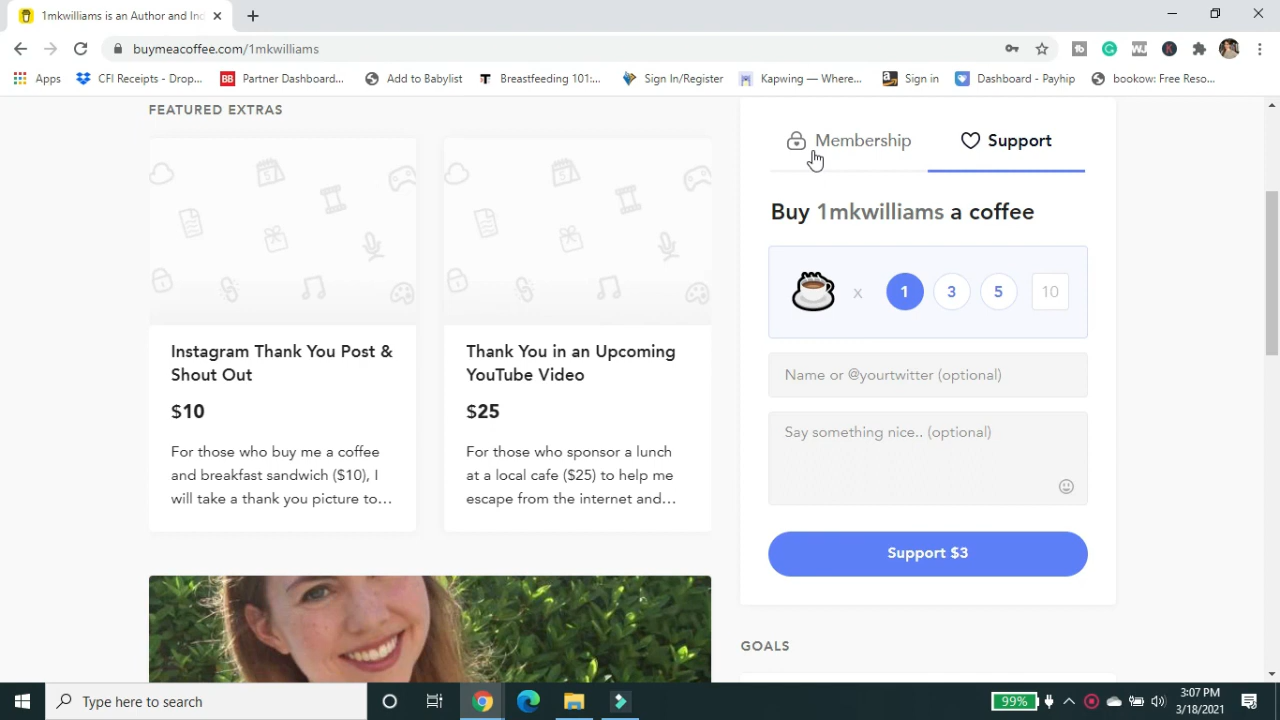 1mkwilliams is an Author and Ind
buymeacoffee.com/1mkwilliams
Apps
CFI Receipts - Drop...
BB
Partner Dashboard...
Add to Babylist
T
Breastfeeding 101:...
Sign In/Register
Kapwing — Where...
Sign in
Dashboard - Payhip
bookow: Free Reso...
FEATURED EXTRAS
Instagram Thank You Post &
Shout Out
$10
For those who buy me a coffee
and breakfast sandwich ($10), I
will take a thank you picture to...
Thank You in an Upcoming
YouTube Video
$25
For those who sponsor a lunch
at a local cafe ($25) to help me
escape from the internet and...
Membership
Support
Buy 1mkwilliams a coffee
x 1 3 5 10
Name or @yourtwitter (optional)
Say something nice.. (optional)
Support $3
GOALS
Type here to search
99%
3:07 PM
3/18/2021